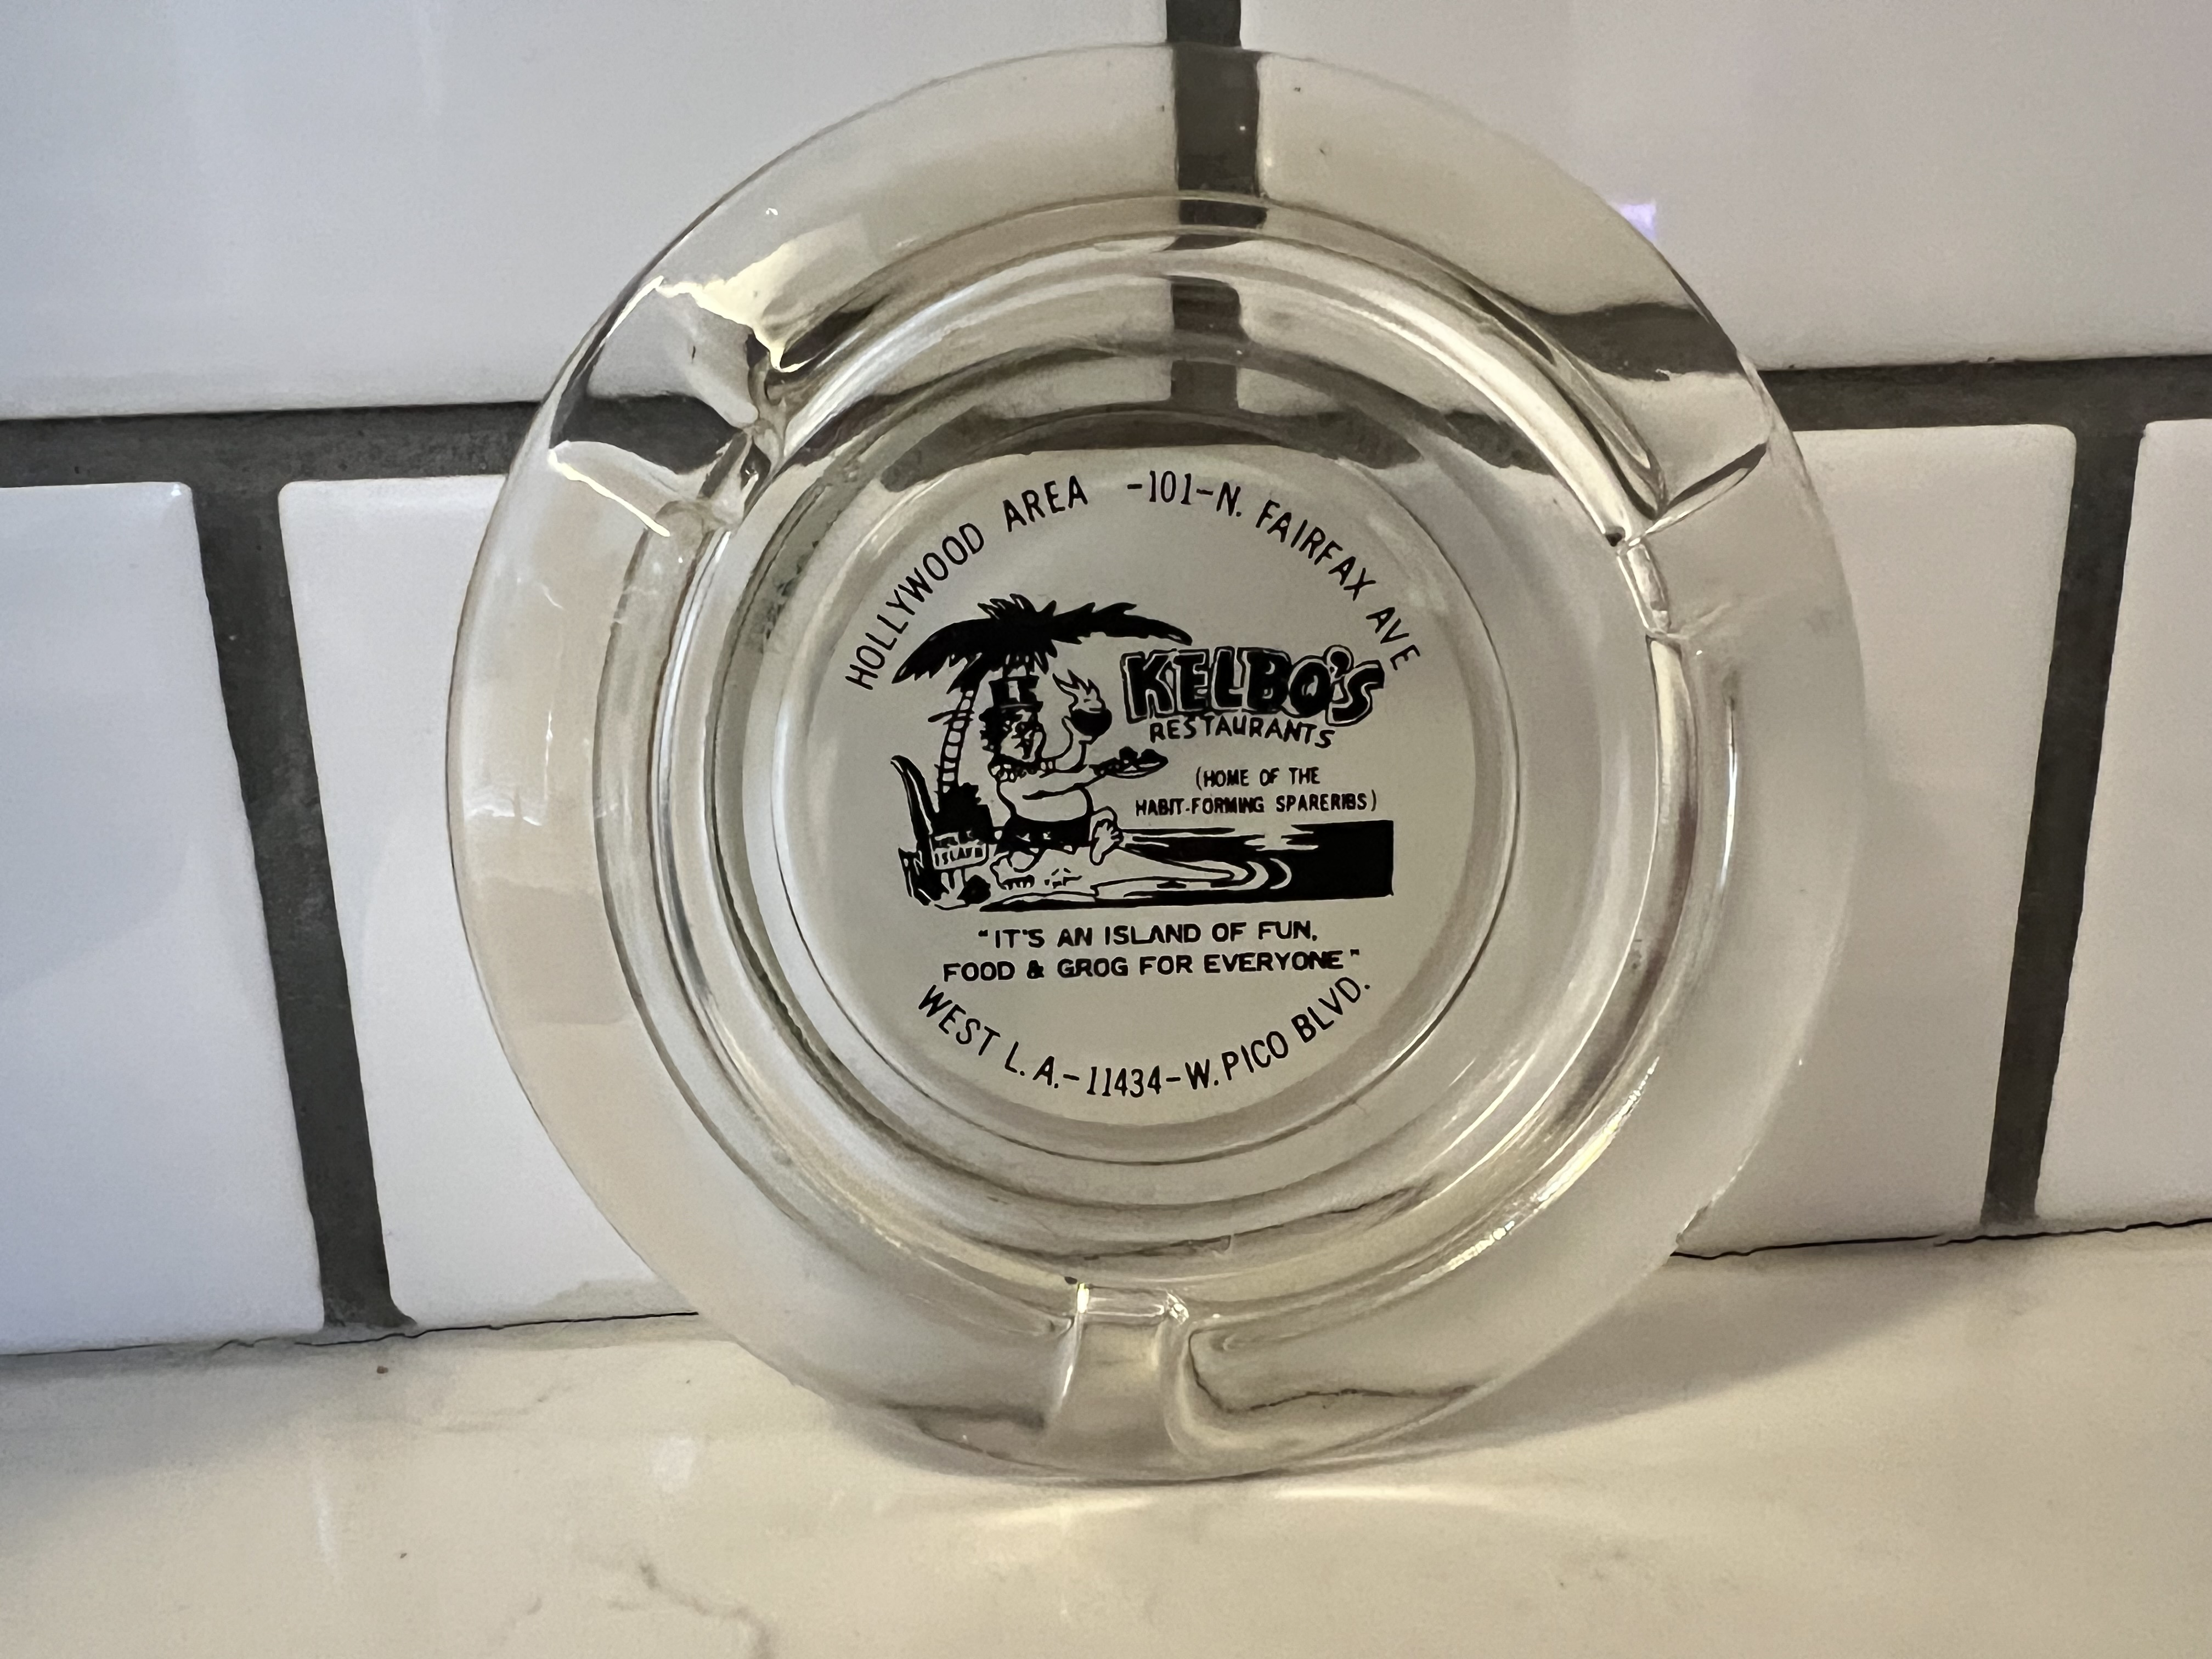 HOLLYWOOD AREA -101-N. FAIRFAX AVE
KELBO'S
RESTAURANTS
(HOME OF THE
HABIT-FORMING SPARERIBS)
ISLAND
"IT'S AN ISLAND OF FUN,
FOOD & GROG FOR EVERYONE"
WEST L.A.-11434-W. PICO BLVD.